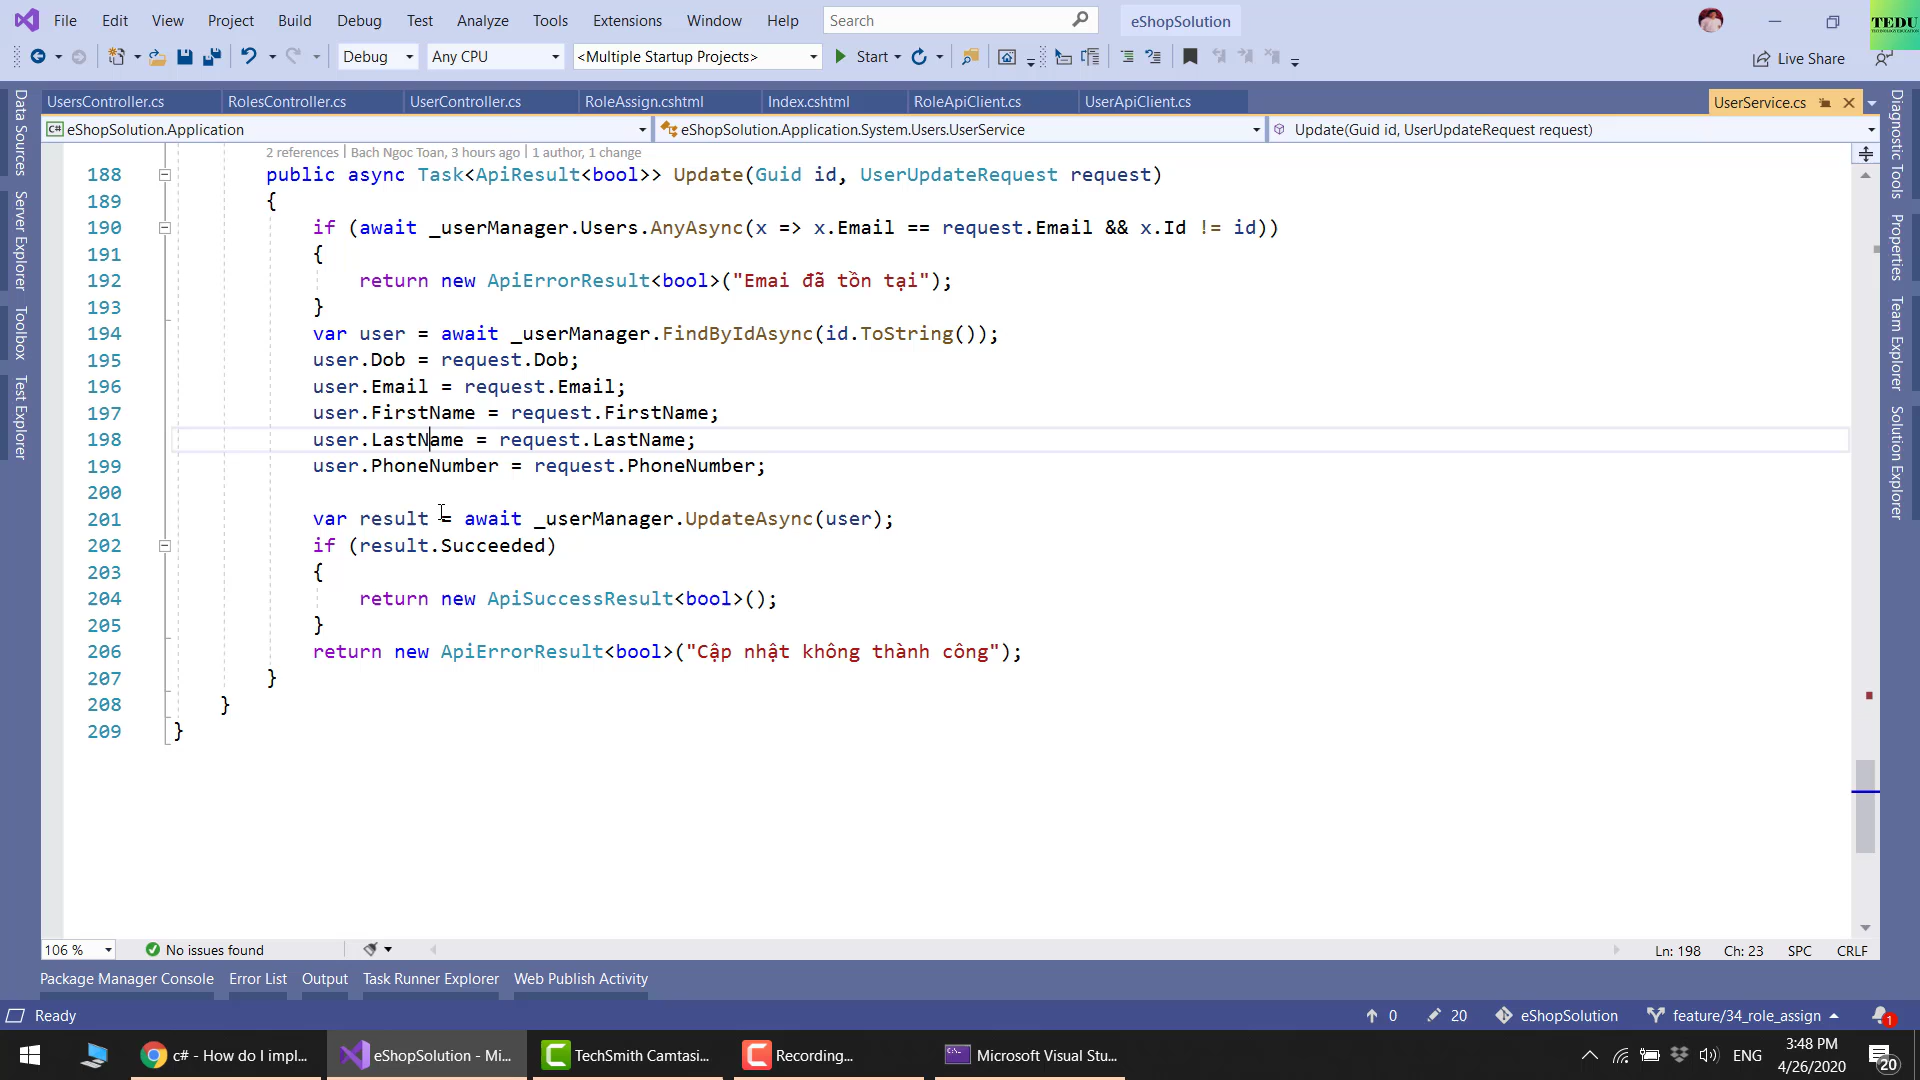 File Edit View Project Build Debug Test Analyze Tools Extensions Window Help Search eShopSolution
TEDU
Debug Any CPU <Multiple Startup Projects> Start Live Share
UsersController.cs RolesController.cs UserController.cs RoleAssign.cshtml Index.cshtml RoleApiClient.cs UserApiClient.cs UserService.cs
C# eShopSolution.Application eShopSolution.Application.System.Users.UserService Update(Guid id, UserUpdateRequest request)
2 references | Bach Ngoc Toan, 3 hours ago | 1 author, 1 change
188 public async Task<ApiResult<bool>> Update(Guid id, UserUpdateRequest request)
189 {
190 if (await _userManager.Users.AnyAsync(x => x.Email == request.Email && x.Id != id))
191 {
192 return new ApiErrorResult<bool>("Emai đã tồn tại");
193 }
194 var user = await _userManager.FindByIdAsync(id.ToString());
195 user.Dob = request.Dob;
196 user.Email = request.Email;
197 user.FirstName = request.FirstName;
198 user.LastName = request.LastName;
199 user.PhoneNumber = request.PhoneNumber;
200
201 var result = await _userManager.UpdateAsync(user);
202 if (result.Succeeded)
203 {
204 return new ApiSuccessResult<bool>();
205 }
206 return new ApiErrorResult<bool>("Cập nhật không thành công");
207 }
208 }
209 }
Data Sources
Server Explorer
Toolbox
Test Explorer
Diagnostic Tools
Properties
Team Explorer
Solution Explorer
106 % No issues found Ln: 198 Ch: 23 SPC CRLF
Package Manager Console Error List Output Task Runner Explorer Web Publish Activity
Ready 0 20 eShopSolution feature/34_role_assign 1
c# - How do I impl... eShopSolution - Mi... TechSmith Camtasi... Recording... Microsoft Visual Stu... ENG 3:48 PM
4/26/2020 20